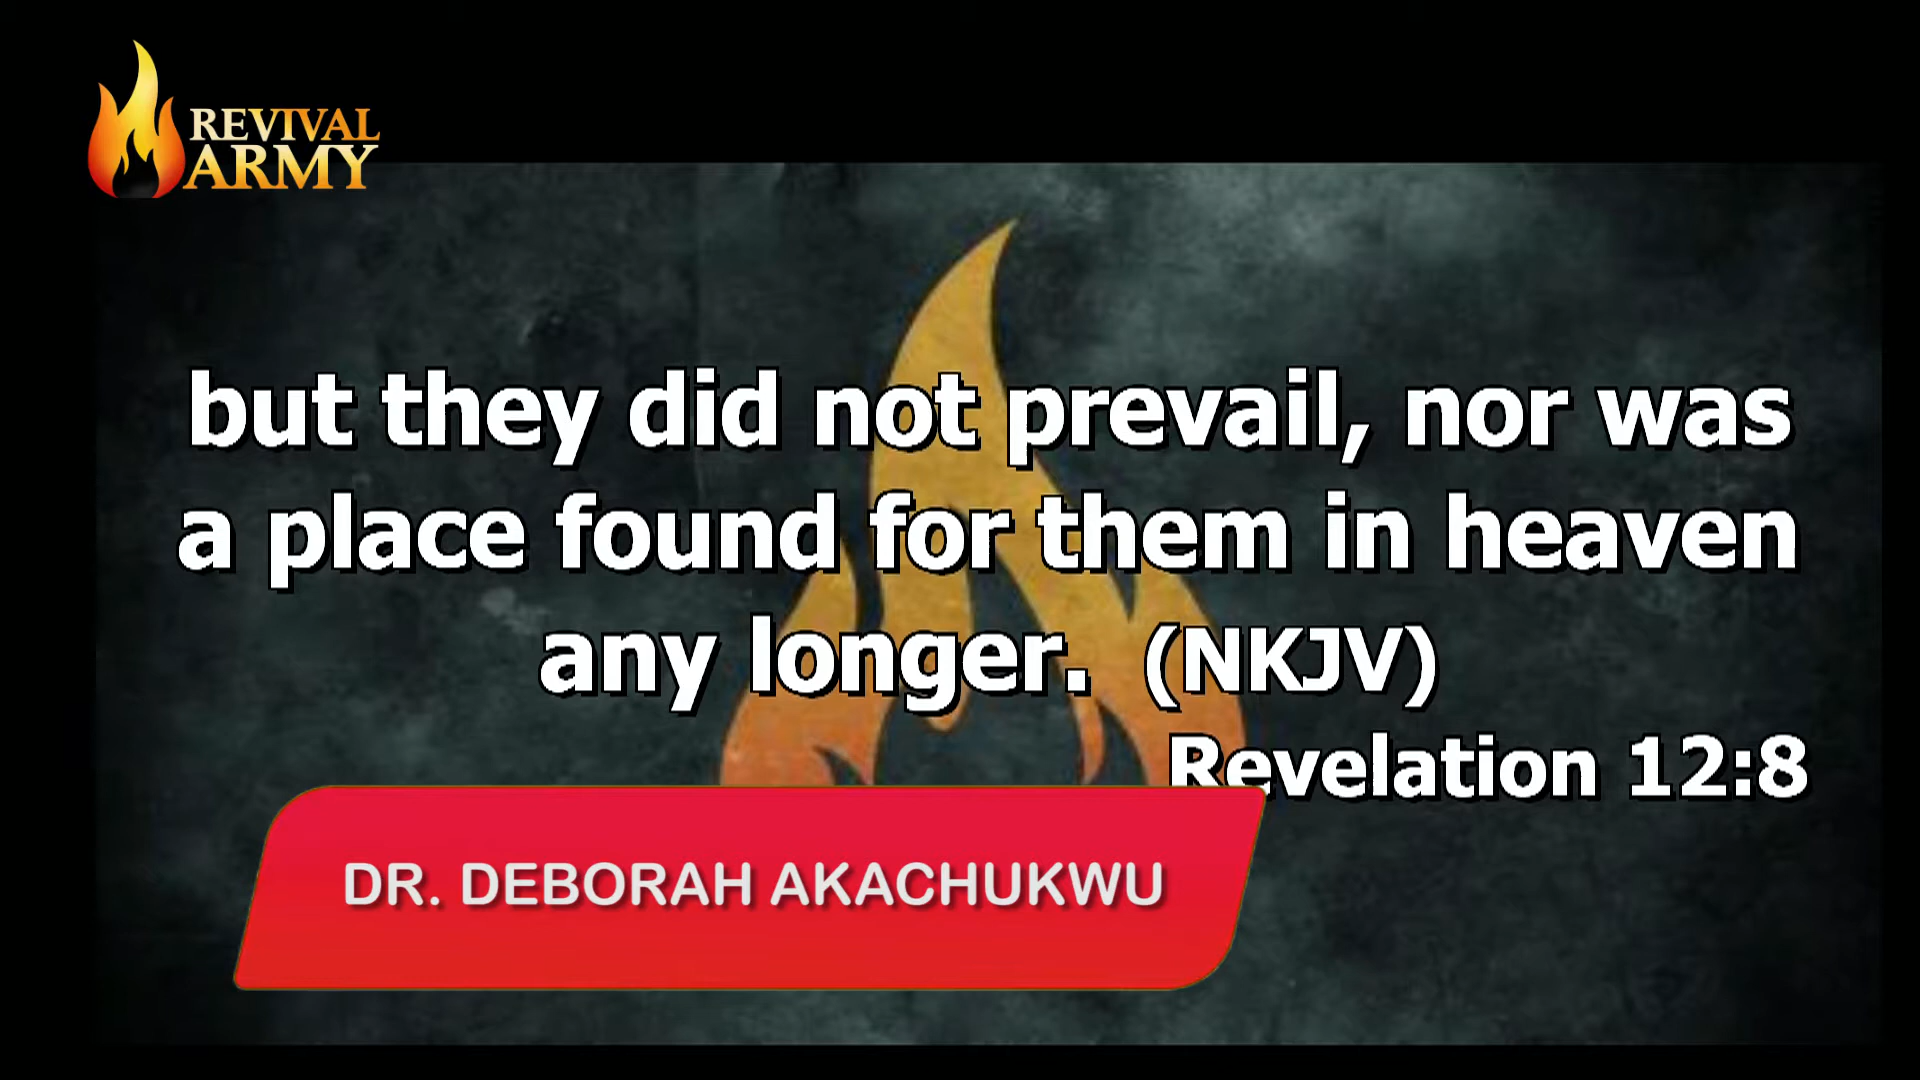 REVIVAL
ARMY
but they did not prevail, nor was
a place found for them in heaven
any longer. (NKJV)
Revelation 12:8
DR. DEBORAH AKACHUKWU